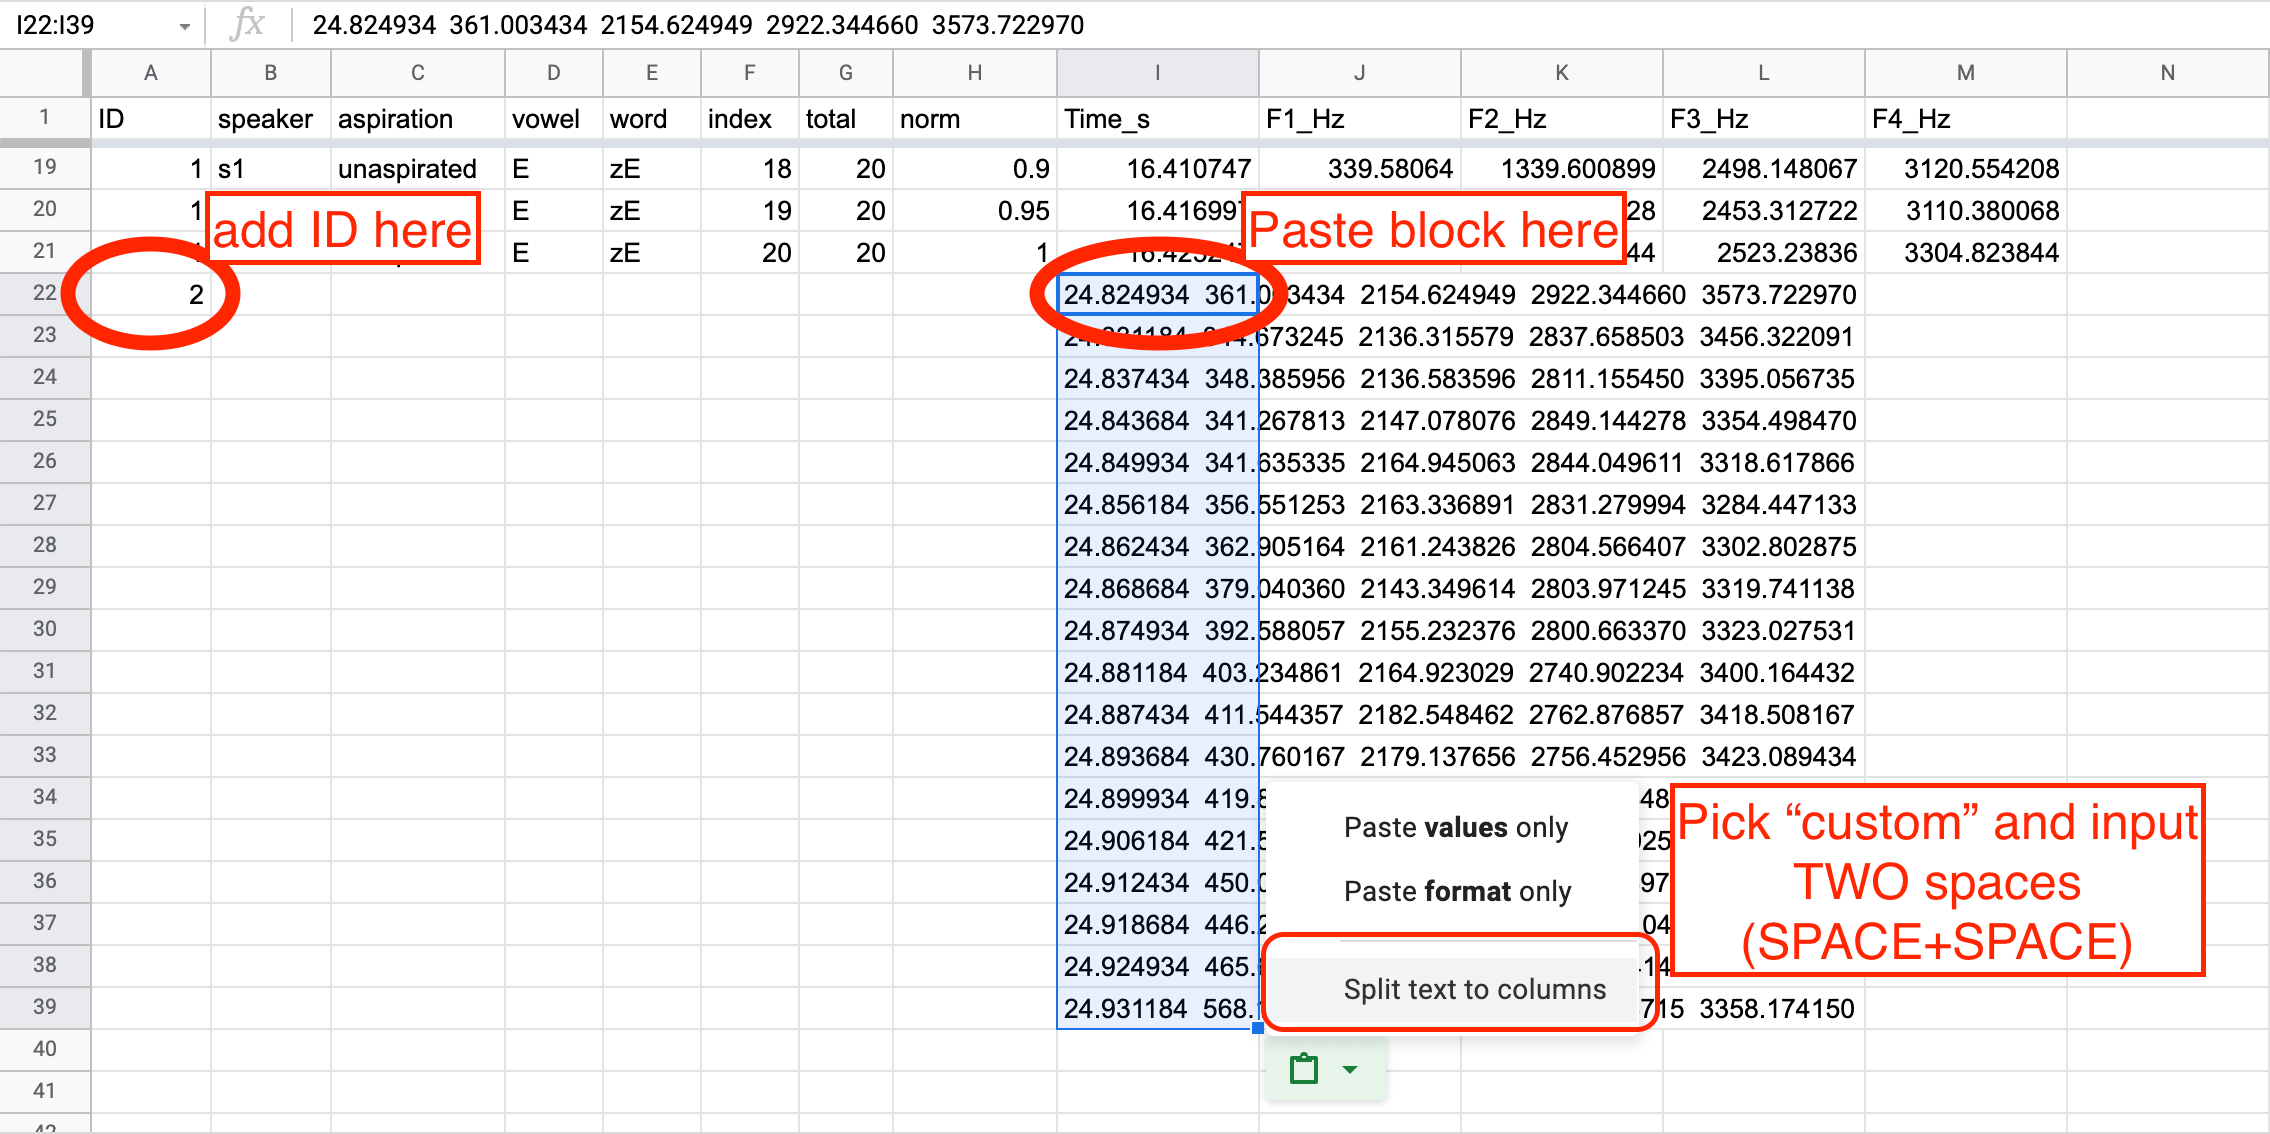 I22:I39 fx 24.824934 361.003434 2154.624949 2922.344660 3573.722970
A B C D E F G H I J K L M N
1 ID speaker aspiration vowel word index total norm Time_s F1_Hz F2_Hz F3_Hz F4_Hz
19 1 s1 unaspirated E zE 18 20 0.9 16.410747 339.58064 1339.600899 2498.148067 3120.554208
20 1 E zE 19 20 0.95 16.41699 28 2453.312722 3110.380068
add ID here
Paste block here
21 E zE 20 20 1 44 2523.23836 3304.823844
22 2 24.824934 361.003434 2154.624949 2922.344660 3573.722970
23 673245 2136.315579 2837.658503 3456.322091
24 24.837434 348.385956 2136.583596 2811.155450 3395.056735
25 24.843684 341.267813 2147.078076 2849.144278 3354.498470
26 24.849934 341.635335 2164.945063 2844.049611 3318.617866
27 24.856184 356.551253 2163.336891 2831.279994 3284.447133
28 24.862434 362.905164 2161.243826 2804.566407 3302.802875
29 24.868684 379.040360 2143.349614 2803.971245 3319.741138
30 24.874934 392.588057 2155.232376 2800.663370 3323.027531
31 24.881184 403.234861 2164.923029 2740.902234 3400.164432
32 24.887434 411.544357 2182.548462 2762.876857 3418.508167
33 24.893684 430.760167 2179.137656 2756.452956 3423.089434
34 24.899934 419. 48
35 24.906184 421. 25
36 24.912434 450. 97
37 24.918684 446. 04
38 24.924934 465. 14
39 24.931184 568. 715 3358.174150
Paste values only
Paste format only
Split text to columns
Pick “custom” and input
TWO spaces
(SPACE+SPACE)
40
41